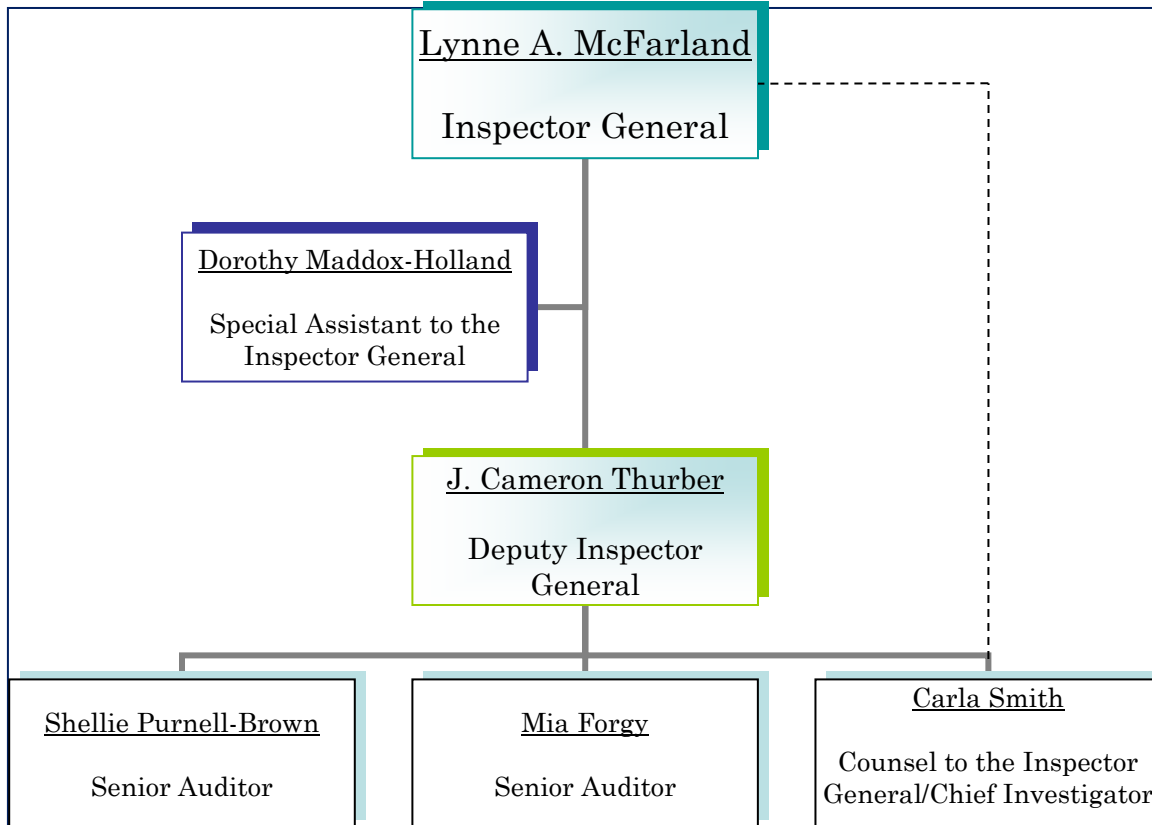 Lynne A. McFarland
Inspector General
Dorothy Maddox-Holland
Special Assistant to the
Inspector General
J. Cameron Thurber
Deputy Inspector
General
Shellie Purnell-Brown
Senior Auditor
Mia Forgy
Senior Auditor
Carla Smith
Counsel to the Inspector
General/Chief Investigator